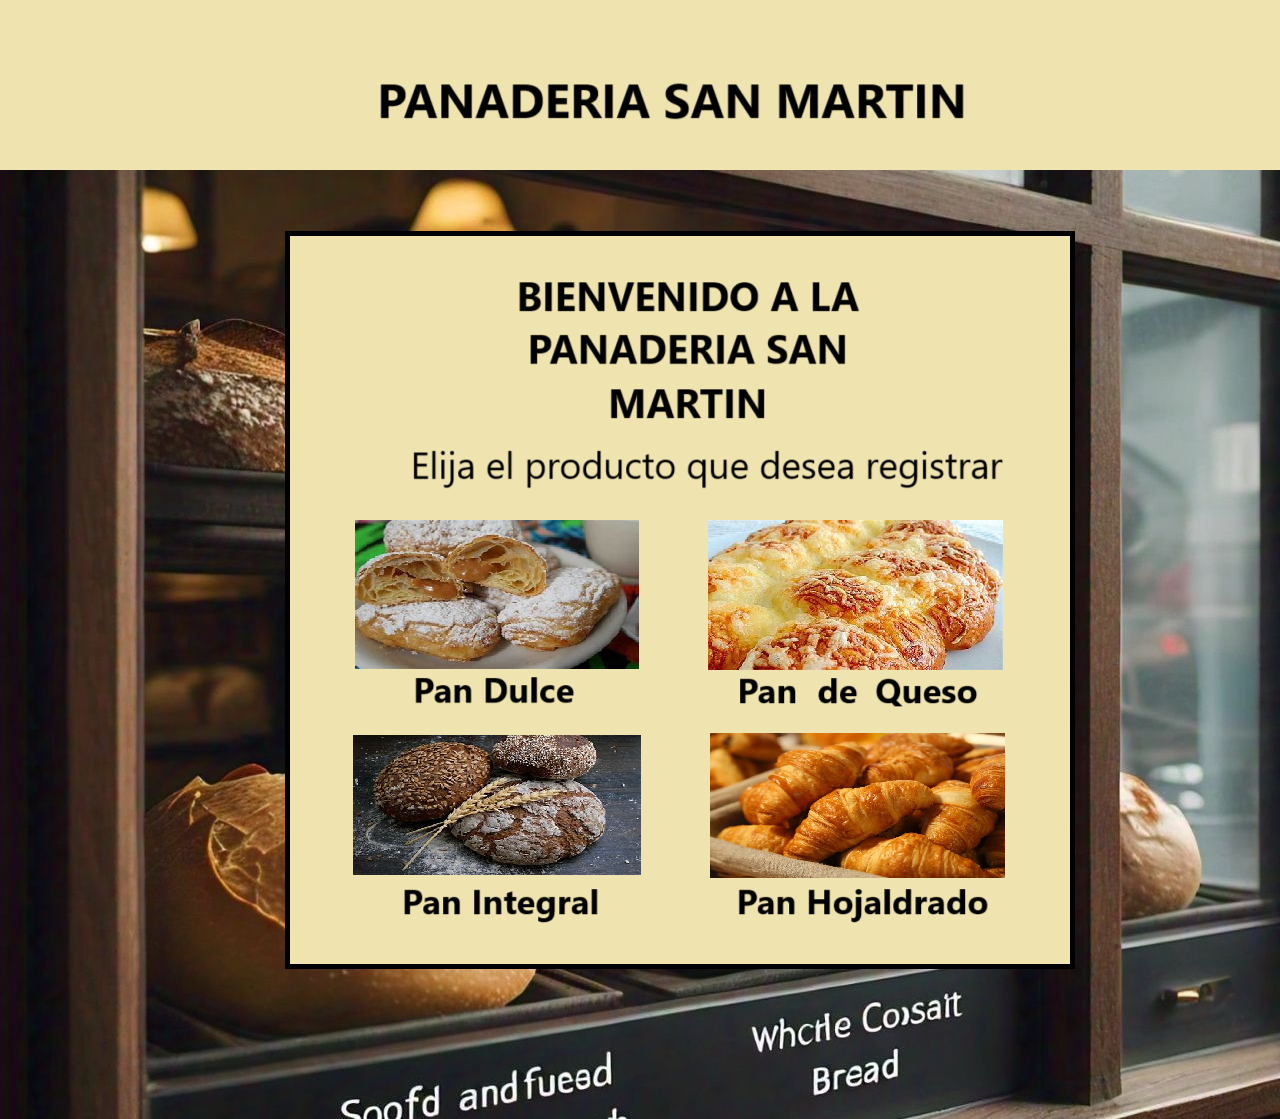 PANADERIA SAN MARTIN
BIENVENIDO A LA
PANADERIA SAN
MARTIN
Elija el producto que desea registrar
Pan Dulce
Pan de Queso
Pan Integral
Pan Hojaldrado
Bread